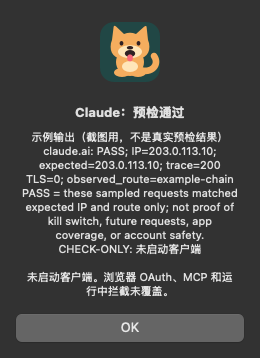 Claude：预检通过
示例输出（截图用，不是真实预检结果）
claude.ai: PASS; IP=203.0.113.10;
expected=203.0.113.10; trace=200
TLS=0; observed_route=example-chain
PASS = these sampled requests matched
expected IP and route only; not proof of
kill switch, future requests, app
coverage, or account safety.
CHECK-ONLY: 未启动客户端
未启动客户端。浏览器 OAuth、MCP 和运
行中拦截未覆盖。
OK